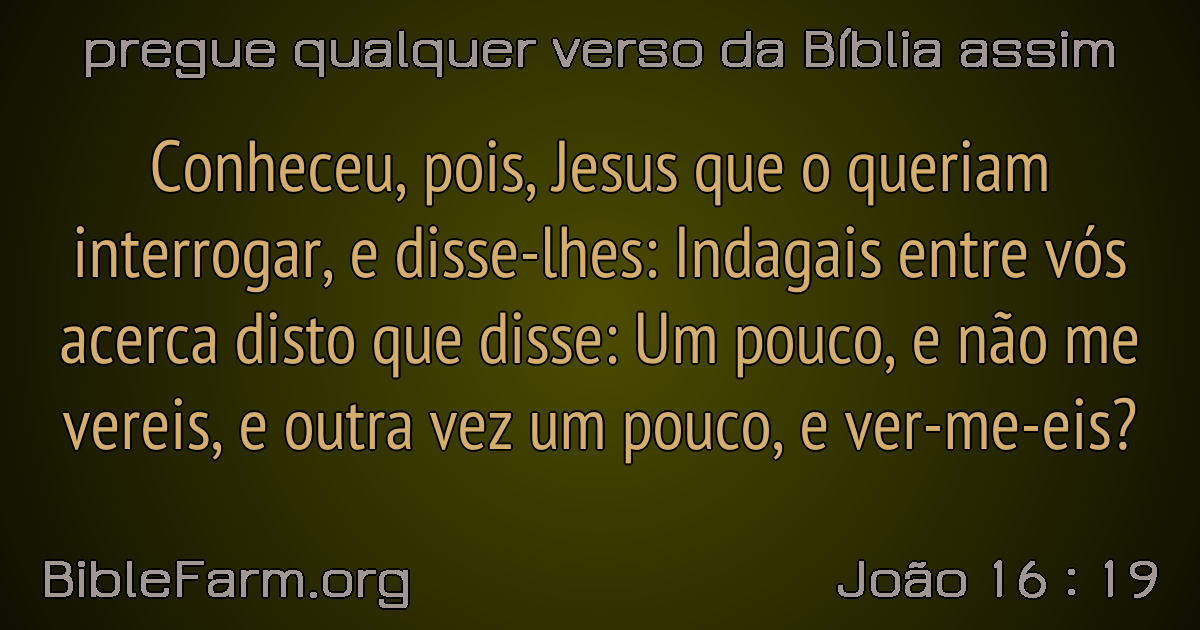 pregue qualquer verso da Bíblia assim
Conheceu, pois, Jesus que o queriam
interrogar, e disse-lhes: Indagais entre vós
acerca disto que disse: Um pouco, e não me
vereis, e outra vez um pouco, e ver-me-eis?
BibleFarm.org
João 16 : 19